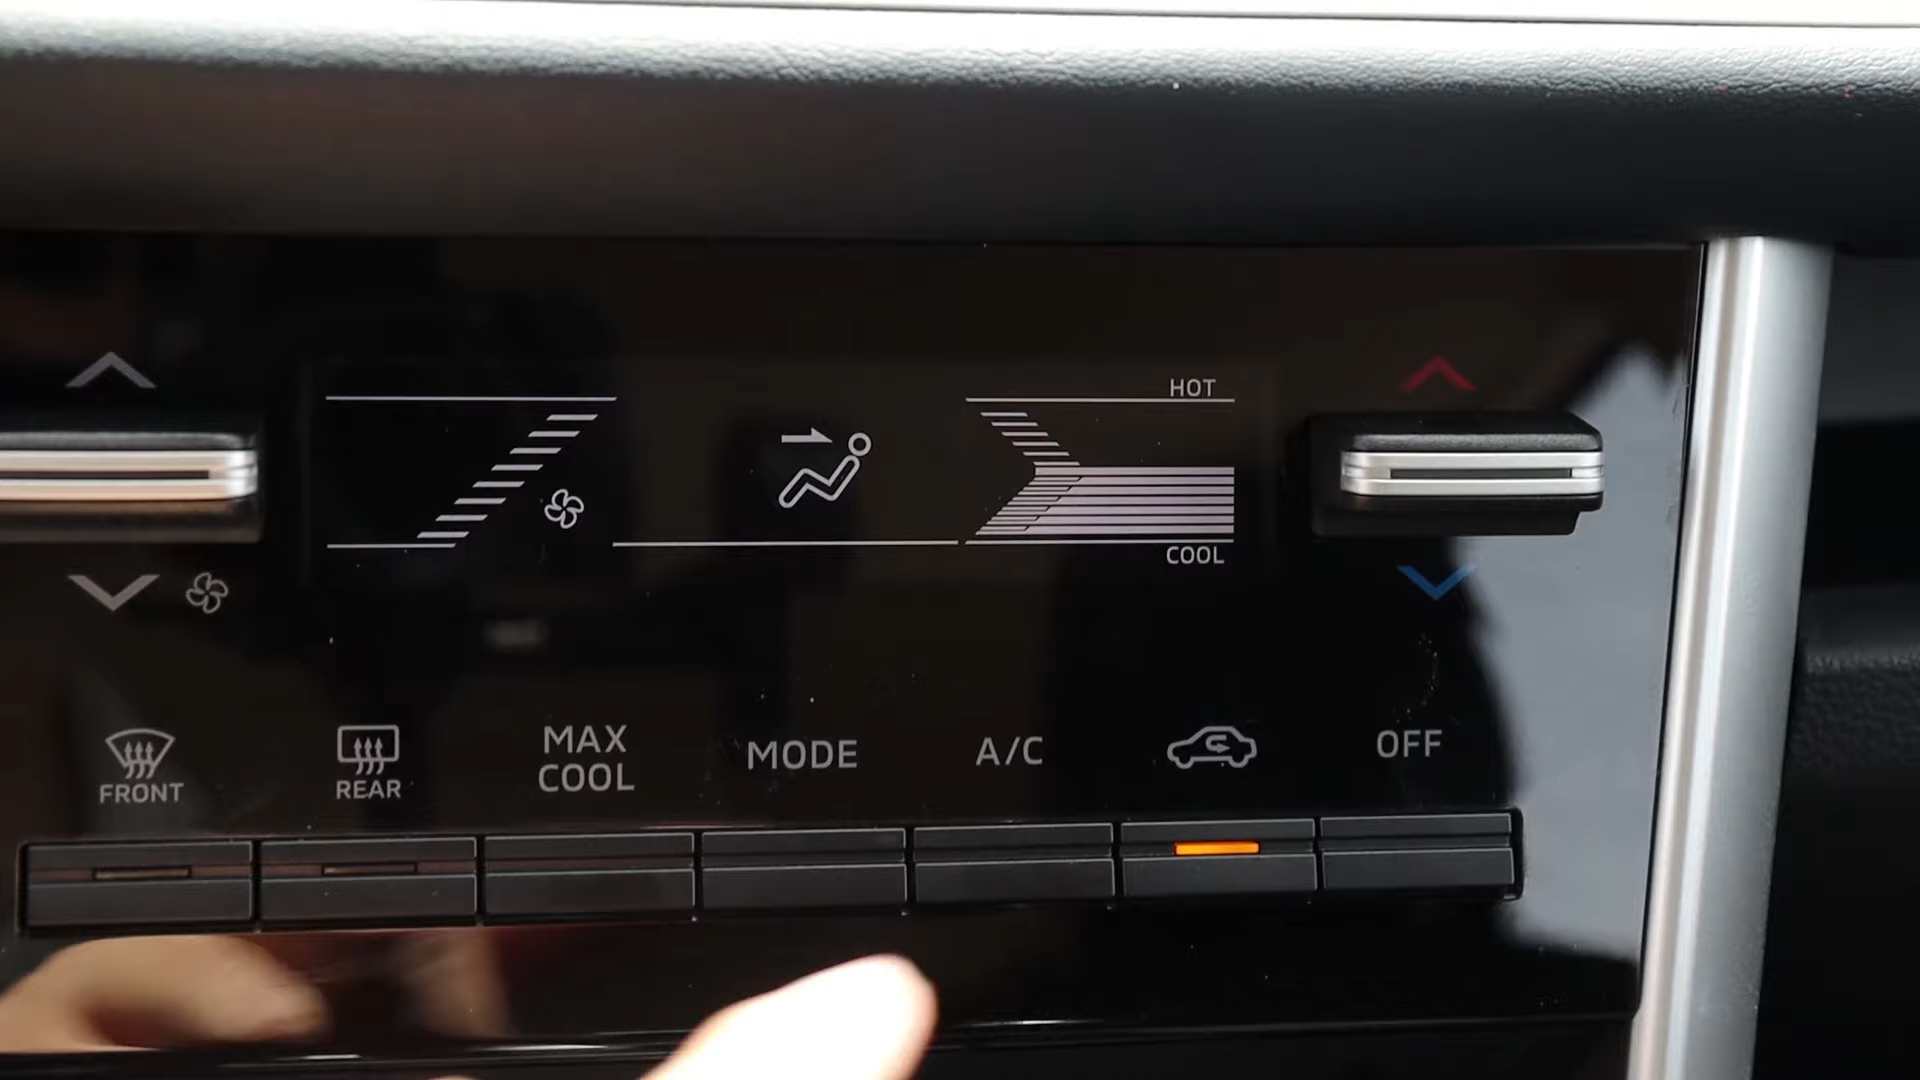 HOT
COOL
FRONT
REAR
MAX
COOL
MODE
A/C
OFF